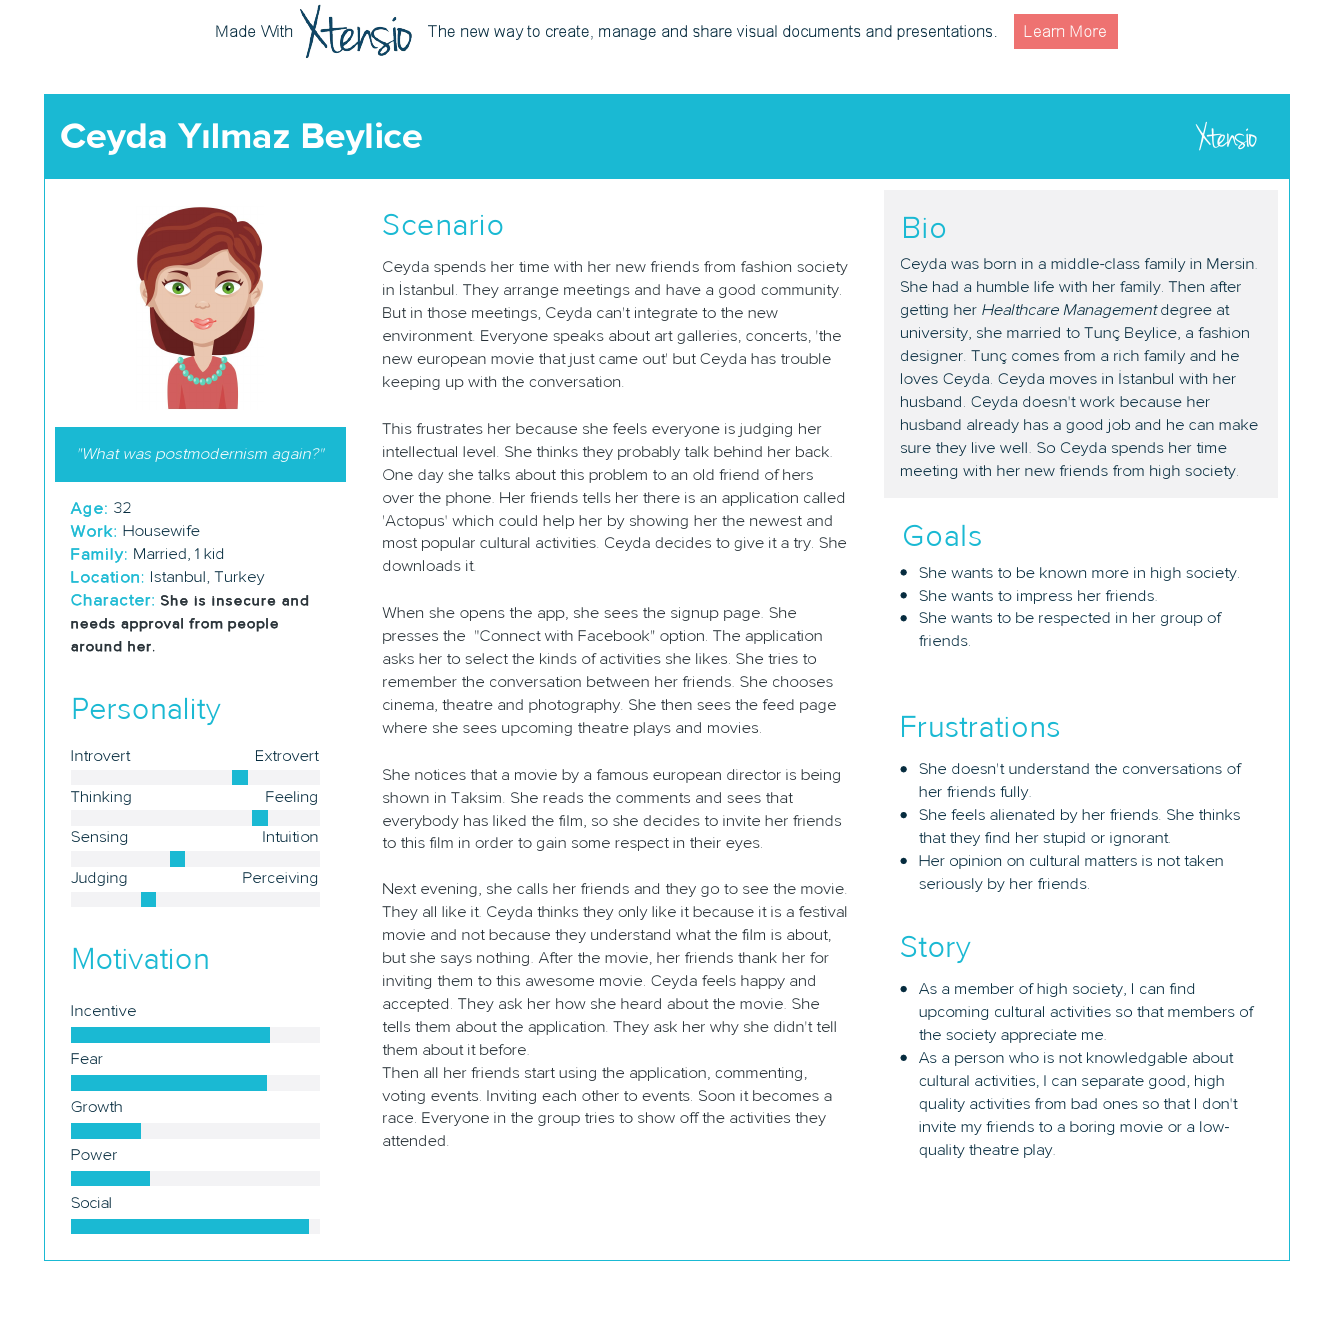 Made With Xtensio The new way to create, manage and share visual documents and presentations. Learn More
Ceyda Yılmaz Beylice
Xtensio
"What was postmodernism again?"
Age: 32
Work: Housewife
Family: Married, 1 kid
Location: Istanbul, Turkey
Character: She is insecure and
needs approval from people
around her.
Personality
Introvert Extrovert
Thinking Feeling
Sensing Intuition
Judging Perceiving
Motivation
Incentive
Fear
Growth
Power
Social
Scenario
Ceyda spends her time with her new friends from fashion society
in İstanbul. They arrange meetings and have a good community.
But in those meetings, Ceyda can't integrate to the new
environment. Everyone speaks about art galleries, concerts, 'the
new european movie that just came out' but Ceyda has trouble
keeping up with the conversation.
This frustrates her because she feels everyone is judging her
intellectual level. She thinks they probably talk behind her back.
One day she talks about this problem to an old friend of hers
over the phone. Her friends tells her there is an application called
'Actopus' which could help her by showing her the newest and
most popular cultural activities. Ceyda decides to give it a try. She
downloads it.
When she opens the app, she sees the signup page. She
presses the  "Connect with Facebook" option. The application
asks her to select the kinds of activities she likes. She tries to
remember the conversation between her friends. She chooses
cinema, theatre and photography. She then sees the feed page
where she sees upcoming theatre plays and movies.
She notices that a movie by a famous european director is being
shown in Taksim. She reads the comments and sees that
everybody has liked the film, so she decides to invite her friends
to this film in order to gain some respect in their eyes.
Next evening, she calls her friends and they go to see the movie.
They all like it. Ceyda thinks they only like it because it is a festival
movie and not because they understand what the film is about,
but she says nothing. After the movie, her friends thank her for
inviting them to this awesome movie. Ceyda feels happy and
accepted. They ask her how she heard about the movie. She
tells them about the application. They ask her why she didn't tell
them about it before.
Then all her friends start using the application, commenting,
voting events. Inviting each other to events. Soon it becomes a
race. Everyone in the group tries to show off the activities they
attended.
Bio
Ceyda was born in a middle-class family in Mersin.
She had a humble life with her family. Then after
getting her Healthcare Management degree at
university, she married to Tunç Beylice, a fashion
designer. Tunç comes from a rich family and he
loves Ceyda. Ceyda moves in İstanbul with her
husband. Ceyda doesn't work because her
husband already has a good job and he can make
sure they live well. So Ceyda spends her time
meeting with her new friends from high society.
Goals
• She wants to be known more in high society.
• She wants to impress her friends.
• She wants to be respected in her group of
friends.
Frustrations
• She doesn't understand the conversations of
her friends fully.
• She feels alienated by her friends. She thinks
that they find her stupid or ignorant.
• Her opinion on cultural matters is not taken
seriously by her friends.
Story
• As a member of high society, I can find
upcoming cultural activities so that members of
the society appreciate me.
• As a person who is not knowledgable about
cultural activities, I can separate good, high
quality activities from bad ones so that I don't
invite my friends to a boring movie or a low-
quality theatre play.